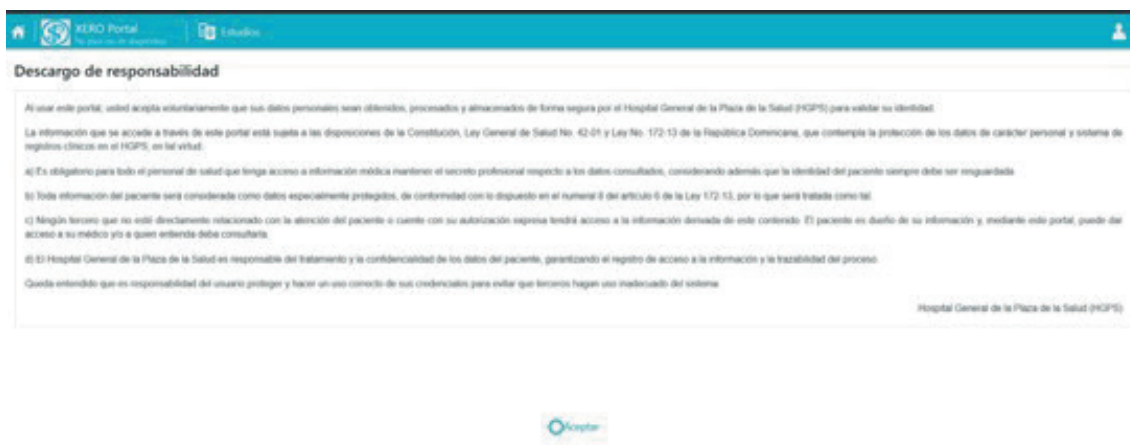 XERO Portal
No para uso de diagnóstico
Estudios
Descargo de responsabilidad
Al usar este portal, usted acepta voluntariamente que sus datos personales sean obtenidos, procesados y almacenados de forma segura por el Hospital General de la Plaza de la Salud (HGPS) para validar su identidad.
La información que se accede a través de este portal está sujeta a las disposiciones de la Constitución, Ley General de Salud No. 42-01 y Ley No. 172-13 de la República Dominicana, que contempla la protección de los datos de carácter personal y sistema de
registros clínicos en el HGPS, en tal virtud:
a) Es obligatorio para todo el personal de salud que tenga acceso a información médica mantener el secreto profesional respecto a los datos consultados, considerando además que la identidad del paciente siempre debe ser resguardada.
b) Toda información del paciente será considerada como datos especialmente protegidos, de conformidad con lo dispuesto en el numeral 8 del artículo 6 de la Ley 172-13, por lo que será tratada como tal.
c) Ningún tercero que no esté directamente relacionado con la atención del paciente o cuente con su autorización expresa tendrá acceso a la información derivada de este contenido. El paciente es dueño de su información y, mediante este portal, puede dar
acceso a su médico y/o a quien entienda deba consultarla.
d) El Hospital General de la Plaza de la Salud es responsable del tratamiento y la confidencialidad de los datos del paciente, garantizando el registro de acceso a la información y la trazabilidad del proceso.
Queda entendido que es responsabilidad del usuario proteger y hacer un uso correcto de sus credenciales para evitar que terceros hagan uso inadecuado del sistema.
Hospital General de la Plaza de la Salud (HGPS)
Aceptar